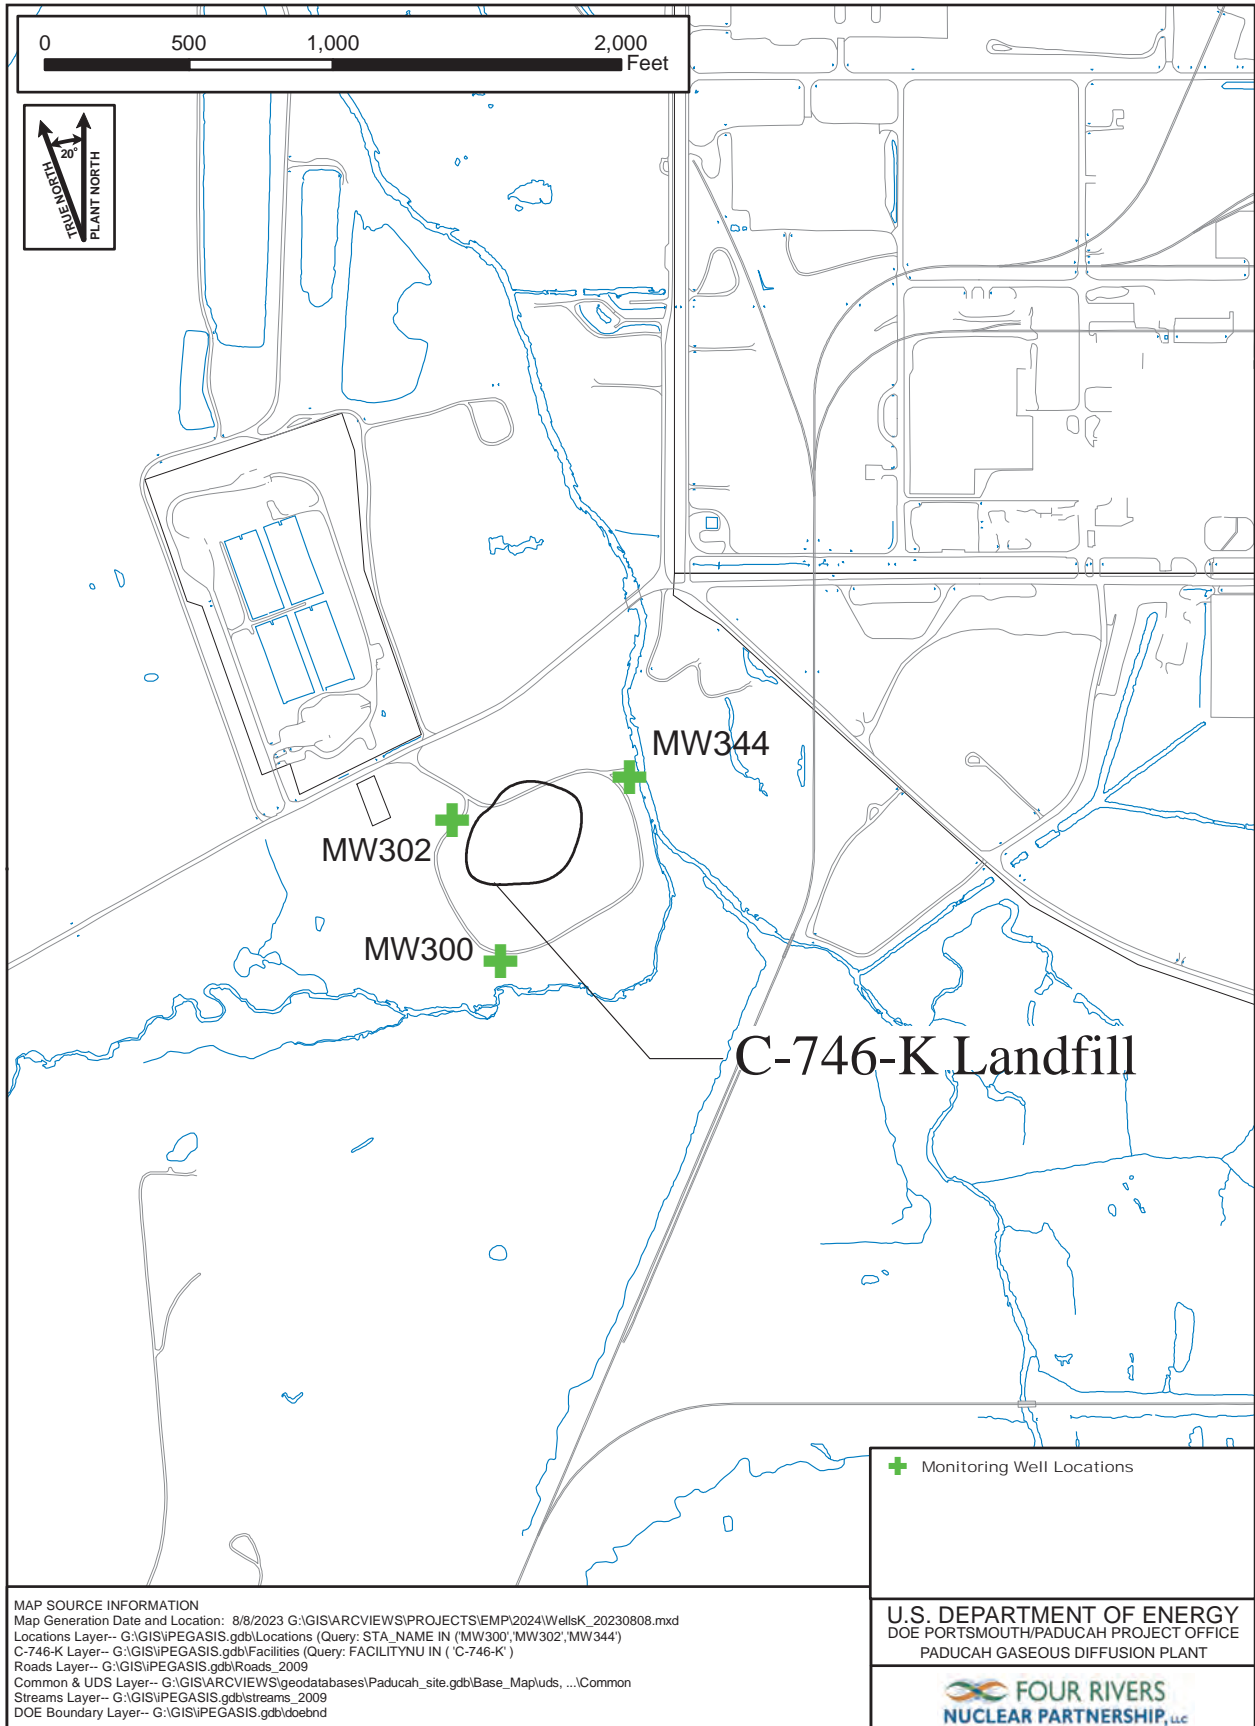 0 500 1,000 2,000
Feet
TRUE NORTH
20°
PLANT NORTH
MW344
MW302
MW300
C-746-K Landfill
Monitoring Well Locations
MAP SOURCE INFORMATION
Map Generation Date and Location: 8/8/2023 G:\GIS\ARCVIEWS\PROJECTS\EMP\2024\WellsK_20230808.mxd
Locations Layer-- G:\GIS\iPEGASIS.gdb\Locations (Query: STA_NAME IN ('MW300','MW302','MW344')
C-746-K Layer-- G:\GIS\iPEGASIS.gdb\Facilities (Query: FACILITYNU IN ( 'C-746-K' )
Roads Layer-- G:\GIS\iPEGASIS.gdb\Roads_2009
Common & UDS Layer-- G:\GIS\ARCVIEWS\geodatabases\Paducah_site.gdb\Base_Map\uds, ...\Common
Streams Layer-- G:\GIS\iPEGASIS.gdb\streams_2009
DOE Boundary Layer-- G:\GIS\iPEGASIS.gdb\doebnd
U.S. DEPARTMENT OF ENERGY
DOE PORTSMOUTH/PADUCAH PROJECT OFFICE
PADUCAH GASEOUS DIFFUSION PLANT
FOUR RIVERS
NUCLEAR PARTNERSHIP, LLC